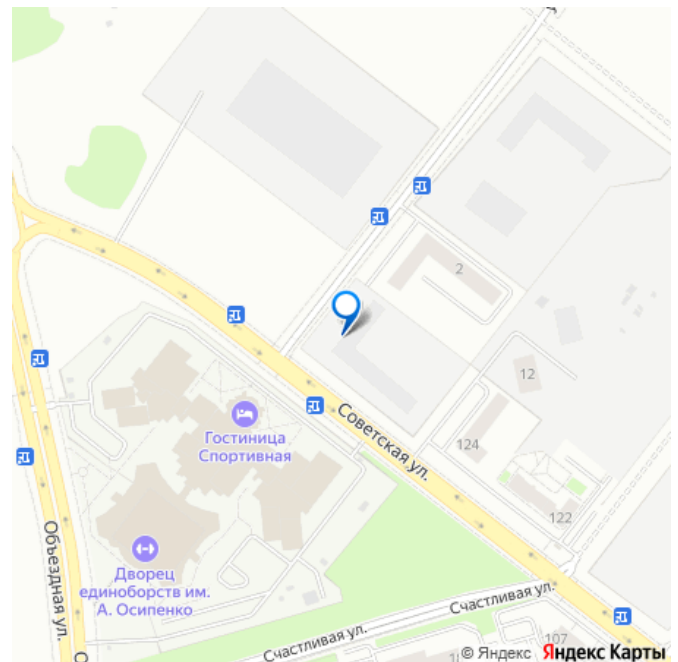 2
12
Советская ул.
124
122
Гостиница
Спортивная
Объездная ул.
Дворец
единоборств им.
А. Осипенко
Счастливая ул.
Счастливая ул.
107
© Яндекс Яндекс Карты